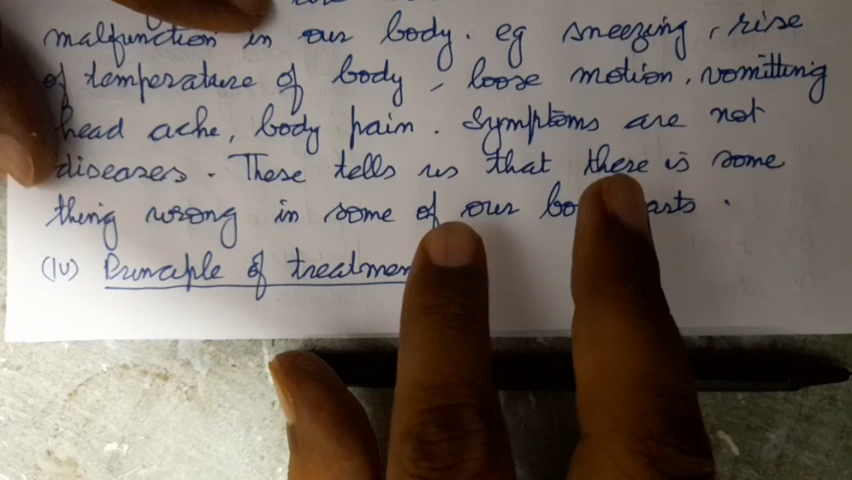 malfunction in our body. eg sneezing, rise
of temperature of body, loose motion, vomitting
head ache, body pain. Symptoms are not
diseases. These tells us that there is some
thing wrong in some of our
(IV) Principle of